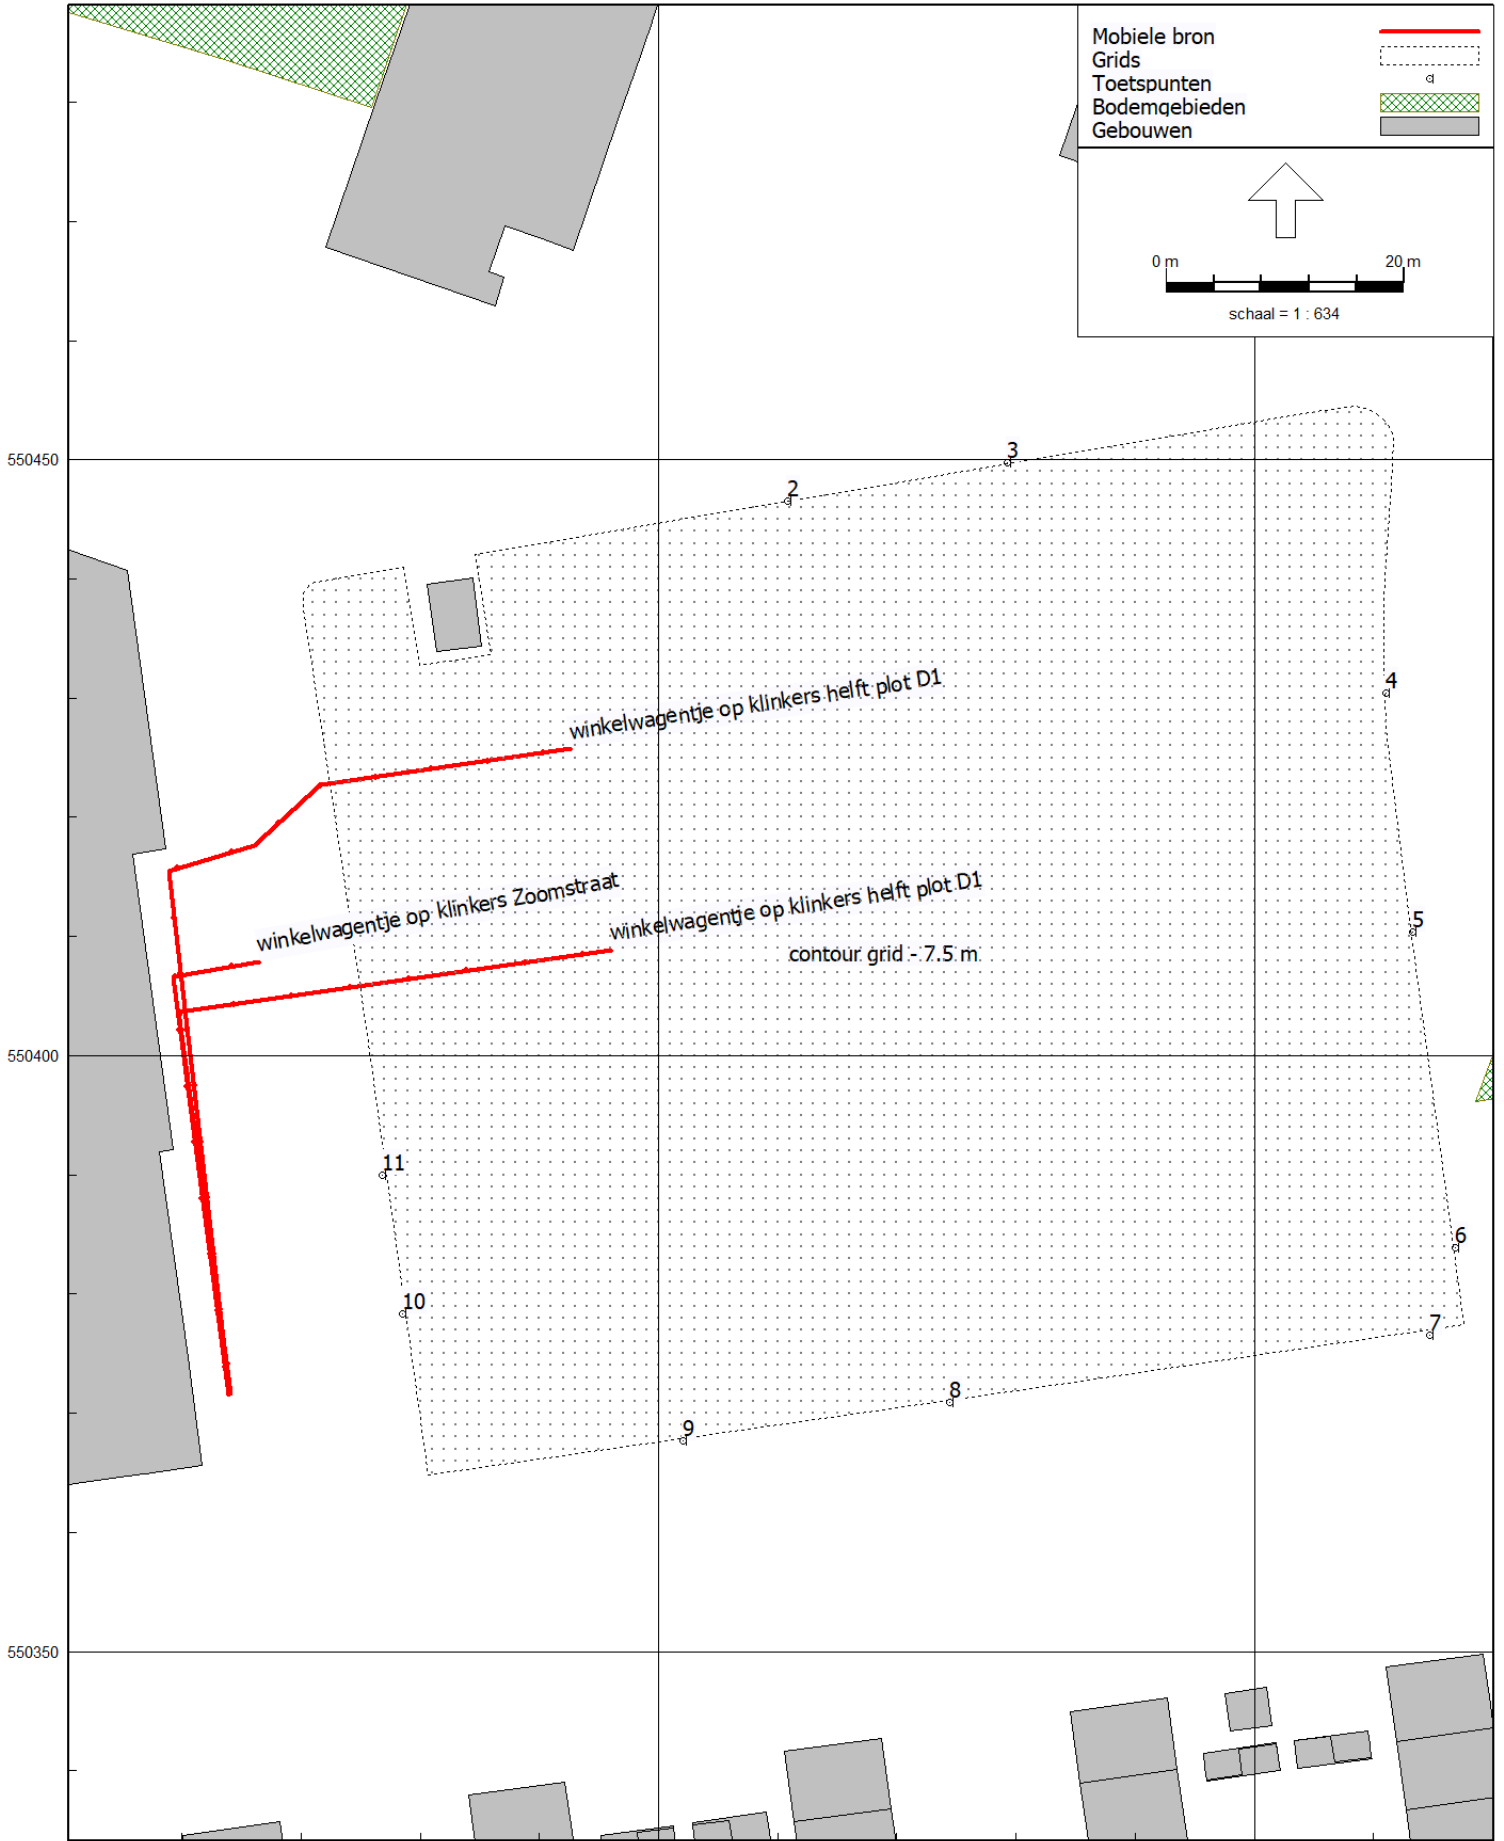 Mobiele bron
Grids
Toetspunten
Bodemgebieden
Gebouwen
0 m 20 m
schaal = 1 : 634
550450
3
2
4
winkelwagentje op klinkers helft plot D1
winkelwagentje op klinkers Zoomstraat
winkelwagentje op klinkers helft plot D1
5
contour grid - 7.5 m
550400
11
6
10
7
8
9
550350